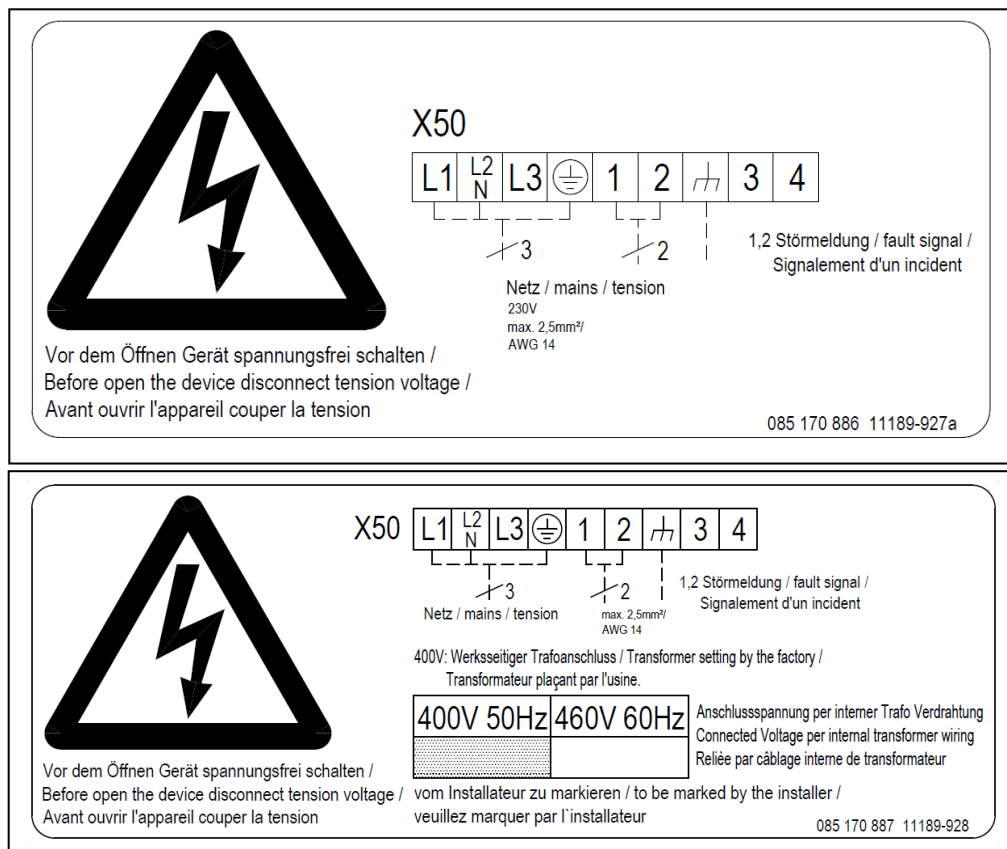 X50
L1 L2 N L3 1 2 3 4
3
2
1,2 Störmeldung / fault signal /
Signalement d'un incident
Netz / mains / tension
230V
max. 2,5mm²/
AWG 14
Vor dem Öffnen Gerät spannungsfrei schalten /
Before open the device disconnect tension voltage /
Avant ouvrir l'appareil couper la tension
085 170 886 11189-927a
X50 L1 L2 N L3 1 2 3 4
3
2
1,2 Störmeldung / fault signal /
Signalement d'un incident
Netz / mains / tension
max. 2,5mm²/
AWG 14
400V: Werksseitiger Trafoanschluss / Transformer setting by the factory /
Transformateur plaçant par l'usine.
400V 50Hz 460V 60Hz
Anschlussspannung per interner Trafo Verdrahtung
Connected Voltage per internal transformer wiring
Relièe par câblage interne de transformateur
Vor dem Öffnen Gerät spannungsfrei schalten /
Before open the device disconnect tension voltage /
Avant ouvrir l'appareil couper la tension
vom Installateur zu markieren / to be marked by the installer /
veuillez marquer par l`installateur
085 170 887 11189-928